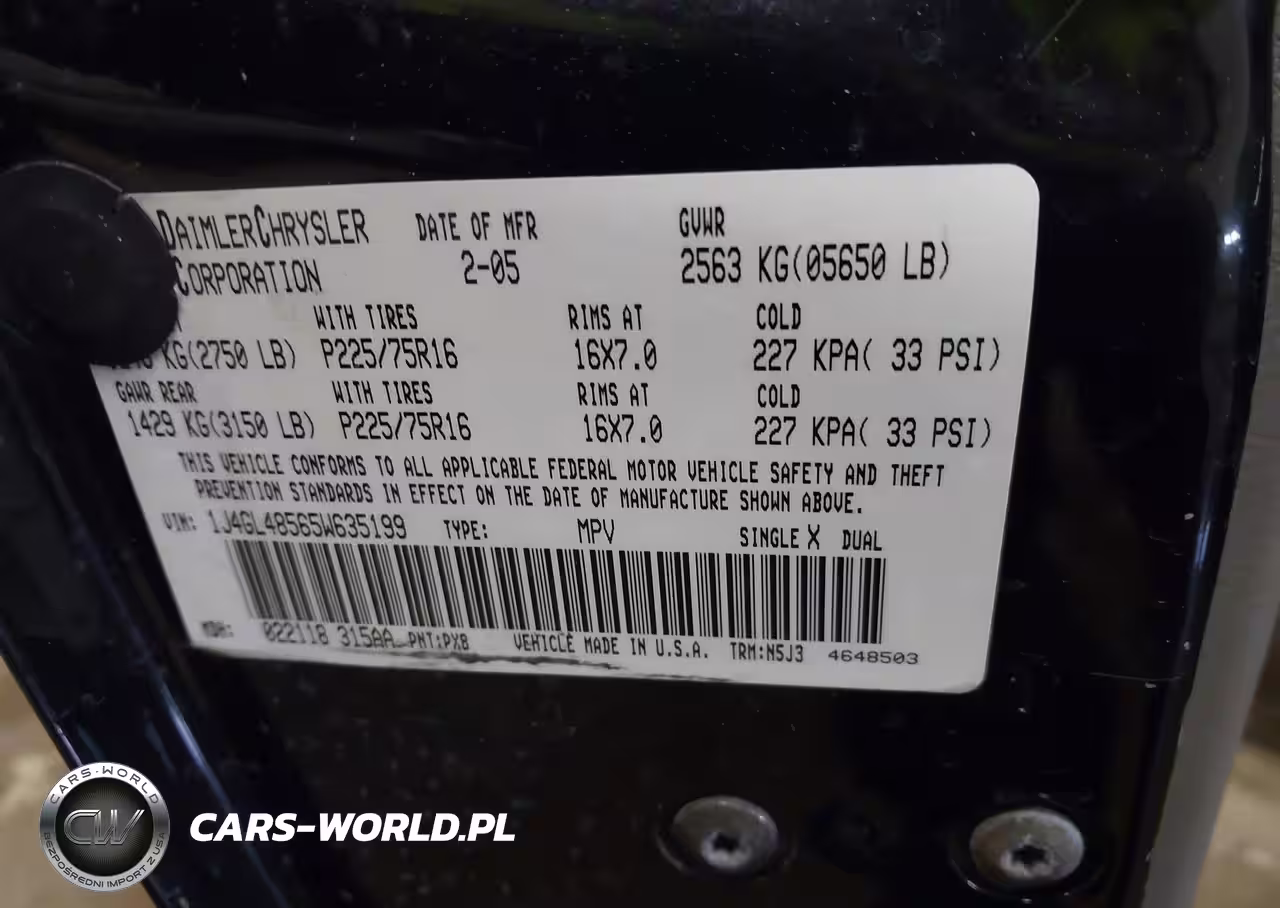 DAIMLERCHRYSLER DATE OF MFR GVWR
CORPORATION 2-05 2563 KG(05650 LB)
WITH TIRES RIMS AT COLD
KG(2750 LB) P225/75R16 16X7.0 227 KPA( 33 PSI)
GAWR REAR WITH TIRES RIMS AT COLD
1429 KG(3150 LB) P225/75R16 16X7.0 227 KPA( 33 PSI)
THIS VEHICLE CONFORMS TO ALL APPLICABLE FEDERAL MOTOR VEHICLE SAFETY AND THEFT
PREVENTION STANDARDS IN EFFECT ON THE DATE OF MANUFACTURE SHOWN ABOVE.
VIN: 1J4GL48565W635199 TYPE: MPV SINGLE X DUAL
MDH: 022118 315AA PNT:PX8 VEHICLE MADE IN U.S.A. TRM:N5J3 4648503
CARS-WORLD
CW
BEZPOŚREDNI IMPORT Z USA
CARS-WORLD.PL